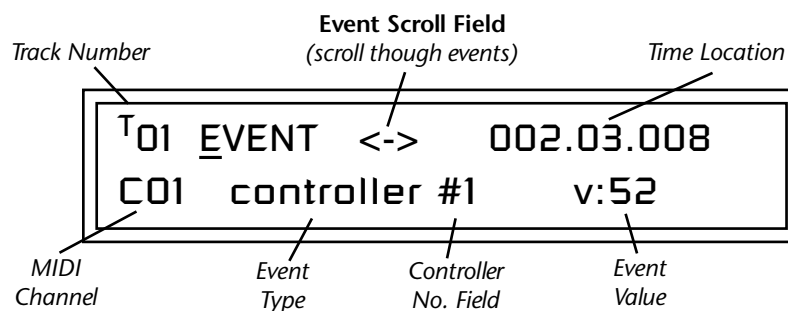 Event Scroll Field
Track Number (scroll though events) Time Location
T01 EVENT <-> 002.03.008
C01 controller #1 v:52
MIDI Event Controller Event
Channel Type No. Field Value